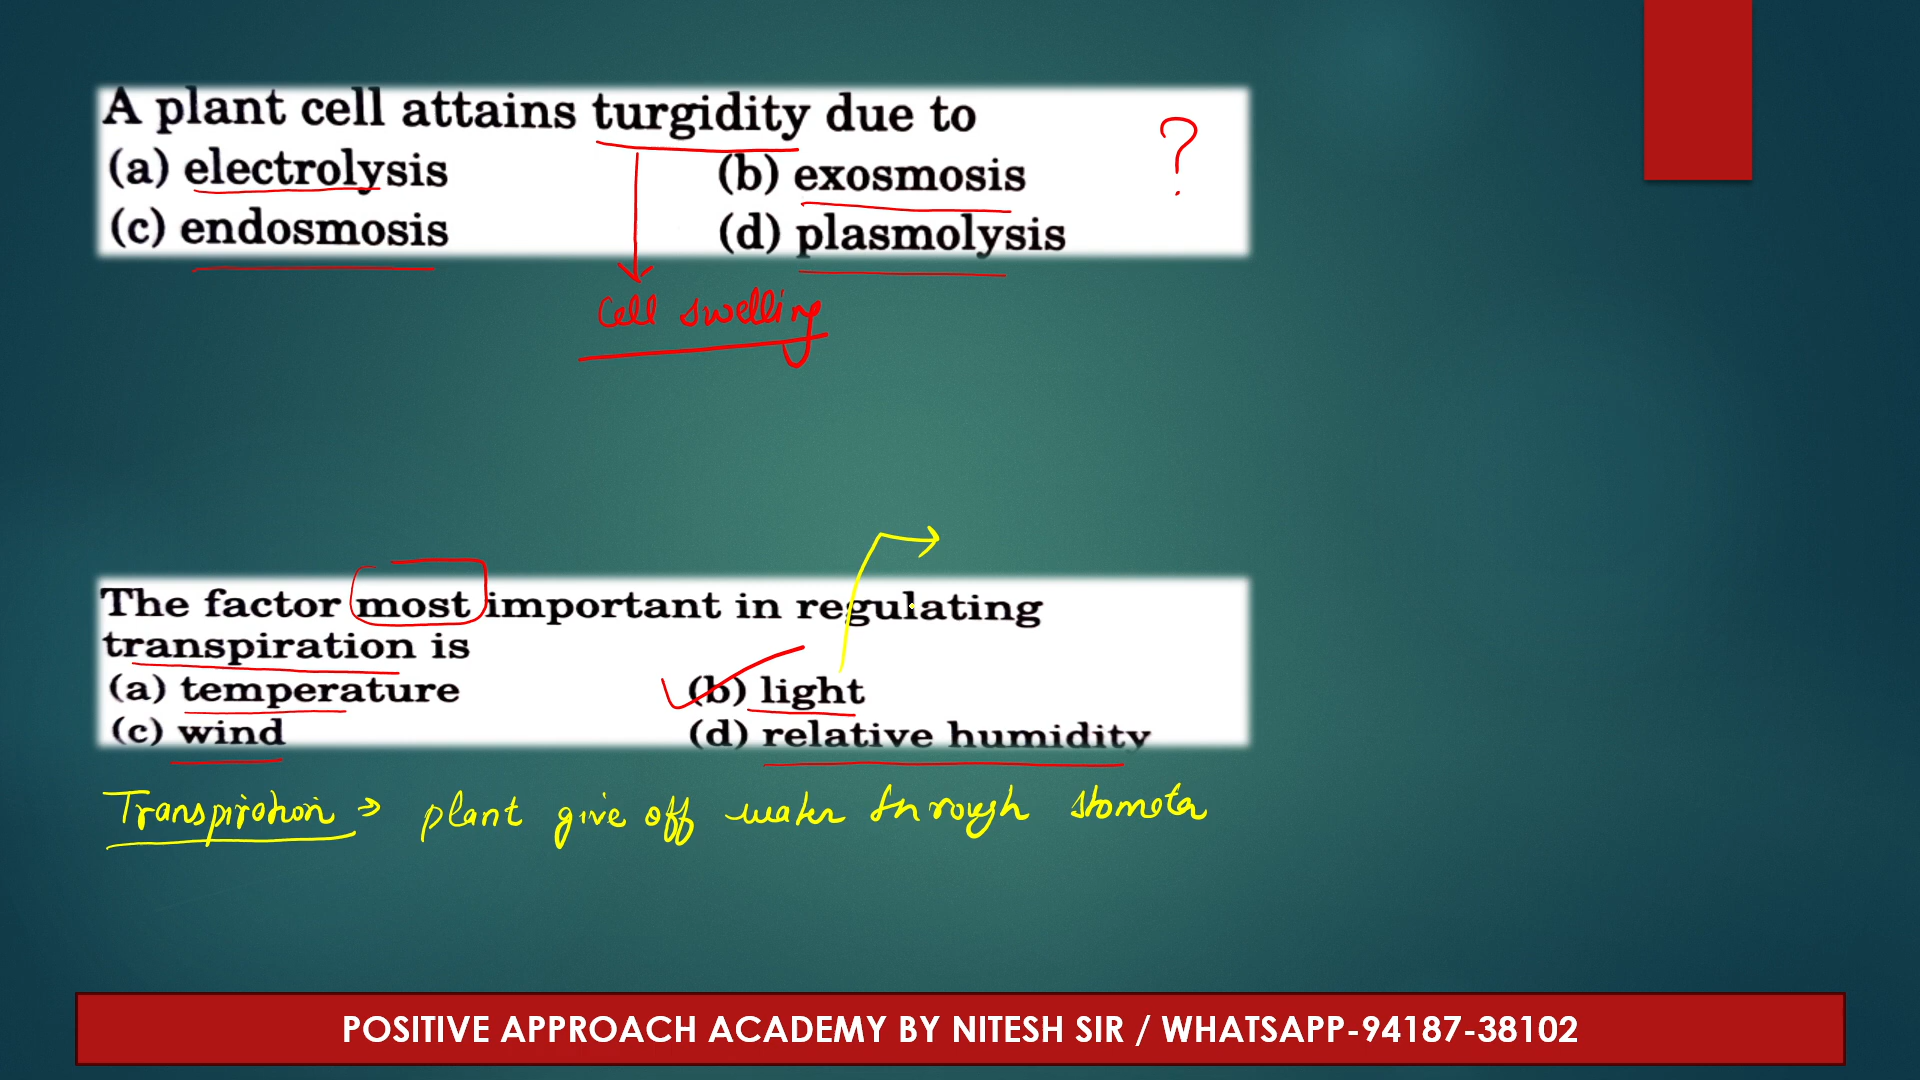 A plant cell attains turgidity due to
(a) electrolysis (b) exosmosis ?
(c) endosmosis (d) plasmolysis
Cell swelling
The factor most important in regulating
transpiration is
(a) temperature (b) light
(c) wind (d) relative humidity
Transpiration → plant give off water through stomata
POSITIVE APPROACH ACADEMY BY NITESH SIR / WHATSAPP-94187-38102